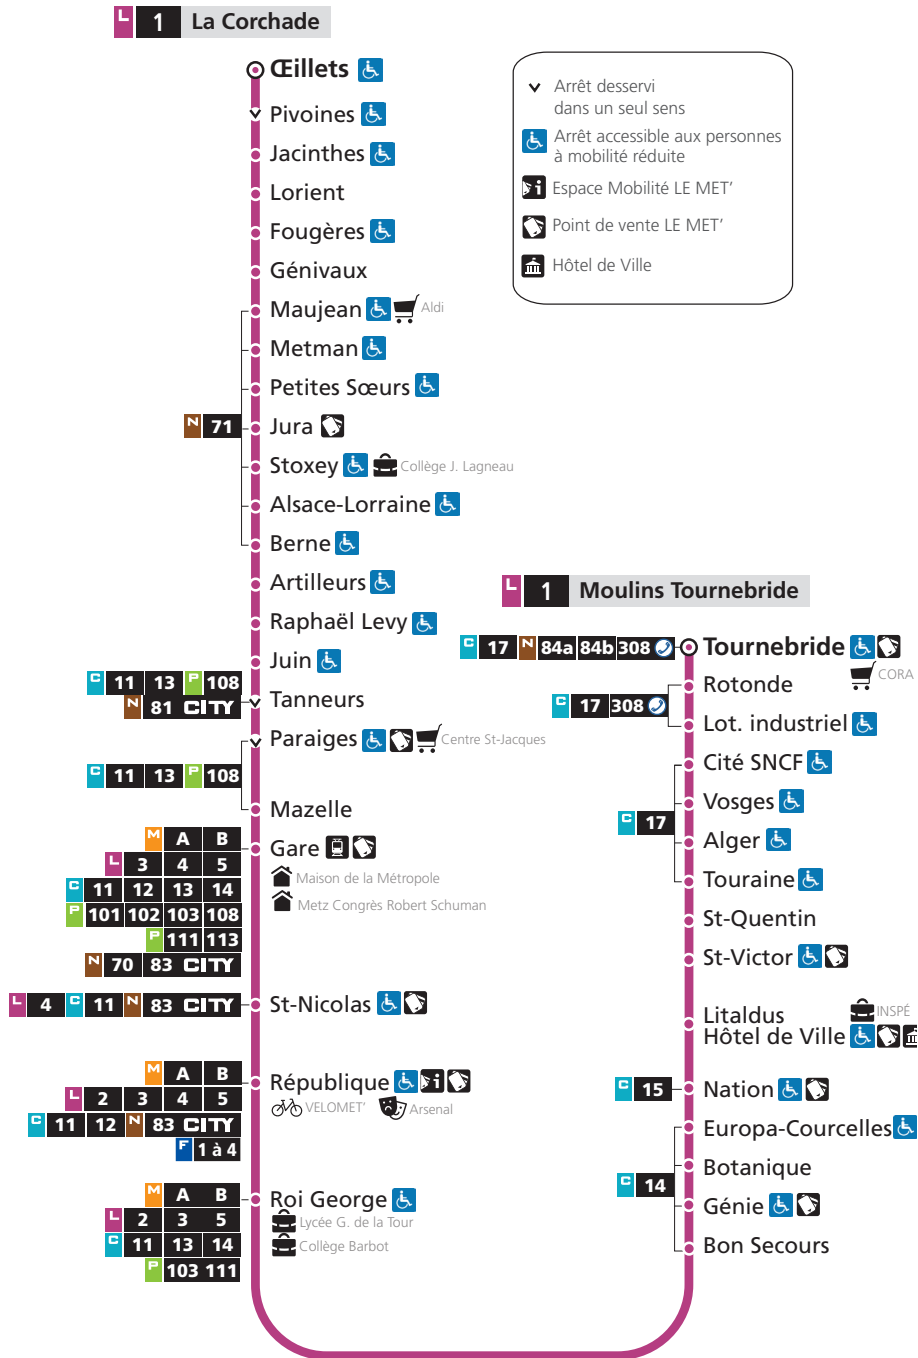 L 1 La Corchade
Œillets
Pivoines
Jacinthes
Lorient
Fougères
Génivaux
Maujean Aldi
Metman
Petites Sœurs
N 71 Jura
Stoxey Collège J. Lagneau
Alsace-Lorraine
Berne
Artilleurs
Raphaël Levy
Juin
C 11 13 P 108
N 81 CITY
Tanneurs
Paraiges Centre St-Jacques
C 11 13 P 108
Mazelle
M A B
L 3 4 5
C 11 12 13 14
P 101 102 103 108
P 111 113
N 70 83 CITY
Gare
Maison de la Métropole
Metz Congrès Robert Schuman
L 4 C 11 N 83 CITY St-Nicolas
M A B
L 2 3 4 5
C 11 12 N 83 CITY
F 1 à 4
République
VELOMET' Arsenal
M A B
L 2 3 5
C 11 13 14
P 103 111
Roi George
Lycée G. de la Tour
Collège Barbot
Arrêt desservi
dans un seul sens
Arrêt accessible aux personnes
à mobilité réduite
Espace Mobilité LE MET'
Point de vente LE MET'
Hôtel de Ville
L 1 Moulins Tournebride
C 17 N 84a 84b 308 Tournebride
CORA
Rotonde
C 17 308
Lot. industriel
Cité SNCF
Vosges
C 17
Alger
Touraine
St-Quentin
St-Victor
Litaldus INSPÉ
Hôtel de Ville
C 15 Nation
Europa-Courcelles
Botanique
C 14
Génie
Bon Secours